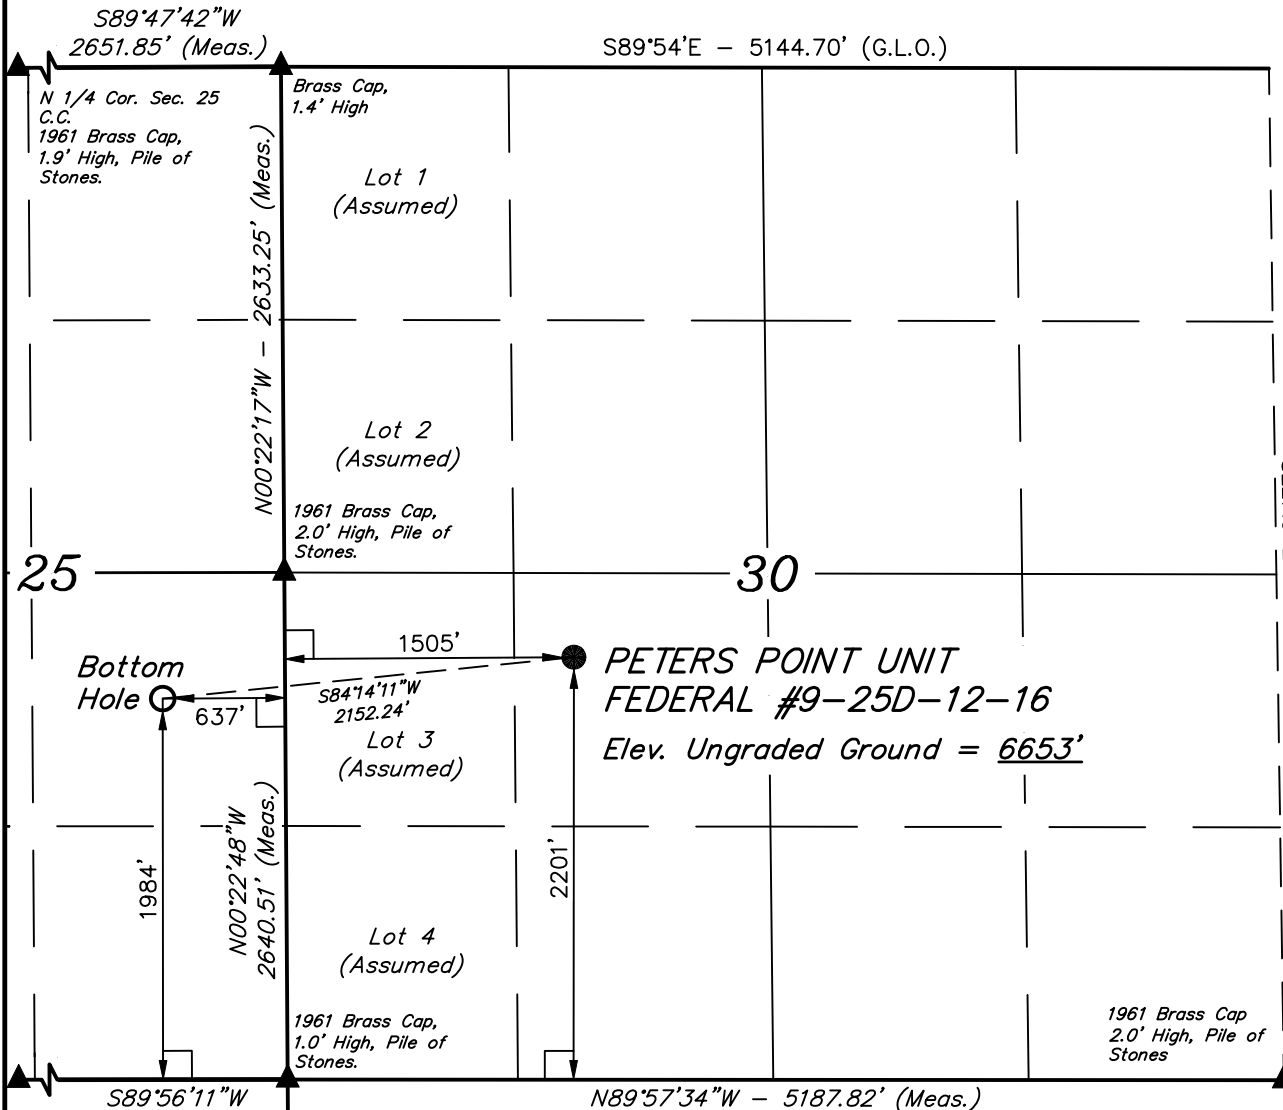 S89°47'42"W
2651.85' (Meas.)
S89°54'E – 5144.70' (G.L.O.)
N 1/4 Cor. Sec. 25
C.C.
1961 Brass Cap,
1.9' High, Pile of
Stones.
Brass Cap,
1.4' High
Lot 1
(Assumed)
N00°22'17"W – 2633.25' (Meas.)
Lot 2
(Assumed)
1961 Brass Cap,
2.0' High, Pile of
Stones.
25
30
1505'
Bottom
Hole
637'
S84°14'11"W
2152.24'
PETERS POINT UNIT
FEDERAL #9-25D-12-16
Elev. Ungraded Ground = 6653'
Lot 3
(Assumed)
N00°22'48"W
2640.51' (Meas.)
1984'
2201'
Lot 4
(Assumed)
1961 Brass Cap,
1.0' High, Pile of
Stones.
1961 Brass Cap
2.0' High, Pile of
Stones
S89°56'11"W
N89°57'34"W – 5187.82' (Meas.)